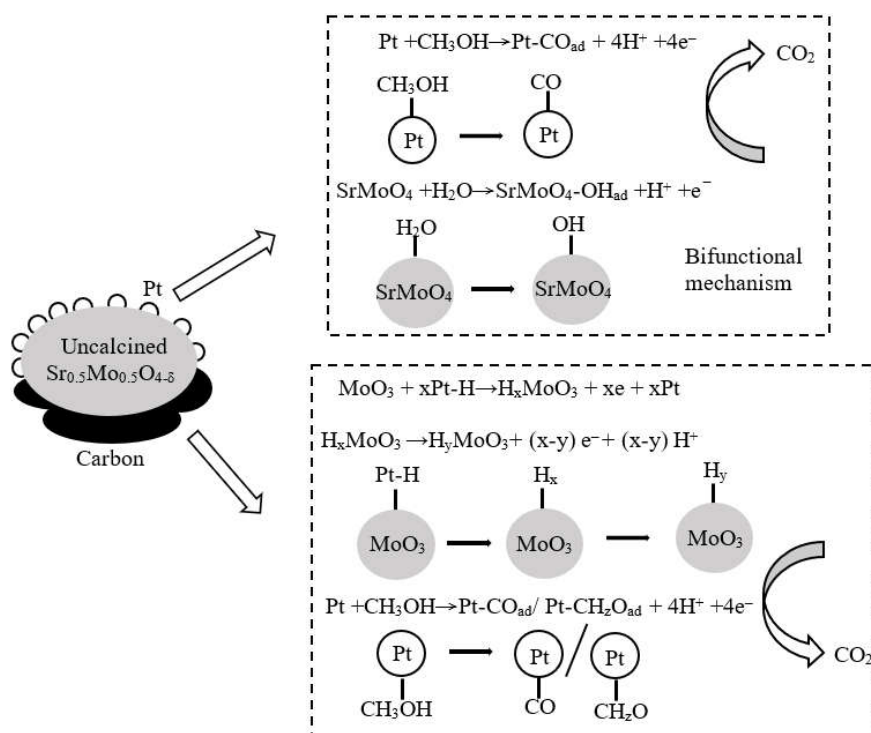 Pt +CH₃OH→Pt-COad + 4H⁺ +4e⁻
CO₂
CH₃OH
CO
Pt
Pt
SrMoO₄ +H₂O→SrMoO₄-OHad +H⁺ +e⁻
H₂O
OH
SrMoO₄
SrMoO₄
Bifunctional
mechanism
Pt
Uncalcined
Sr₀.₅Mo₀.₅O₄₋δ
Carbon
MoO₃ + xPt-H→HₓMoO₃ + xe + xPt
HₓMoO₃ →HyMoO₃+ (x-y) e⁻ + (x-y) H⁺
Pt-H
Hₓ
Hy
MoO₃
MoO₃
MoO₃
Pt +CH₃OH→Pt-COad/ Pt-CHzOad + 4H⁺ +4e⁻
Pt
Pt
/
Pt
CH₃OH
CO
CHzO
CO₂